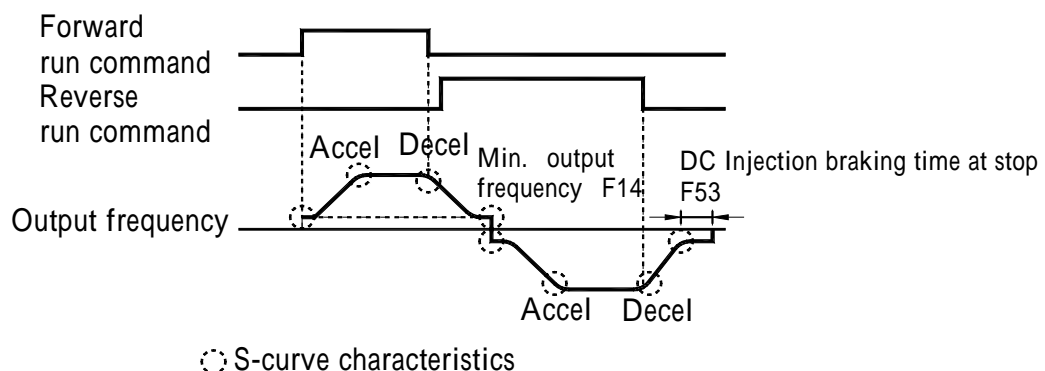 Forward
run command
Reverse
run command
Accel
Decel
Min. output
frequency F14
DC Injection braking time at stop
F53
Output frequency
Accel
Decel
S-curve characteristics